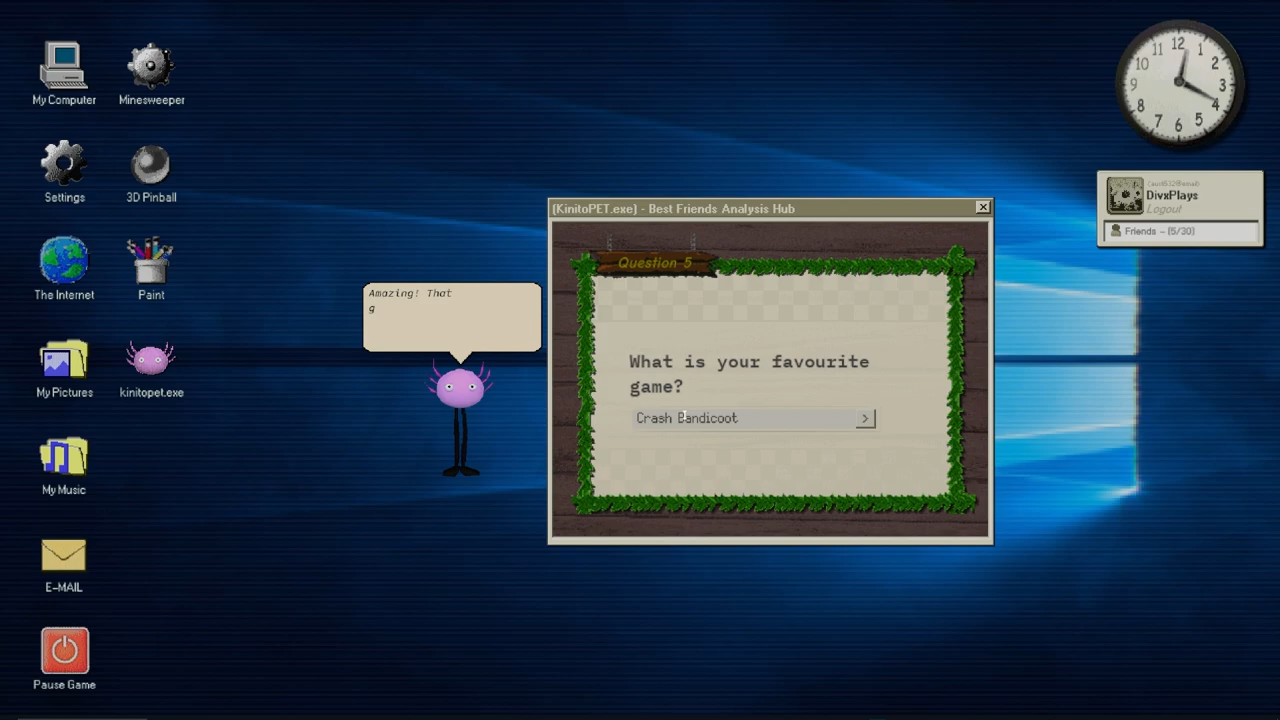 My Computer
Minesweeper
Settings
3D Pinball
The Internet
Paint
My Pictures
kinitopet.exe
My Music
E-MAIL
Pause Game
Amazing! That
g
[KinitoPET.exe] - Best Friends Analysis Hub
Question 5
What is your favourite
game?
Crash Bandicoot
>
12
1
2
3
4
5
6
7
8
9
10
11
DivxPlays
Logout
Friends - (5/30)